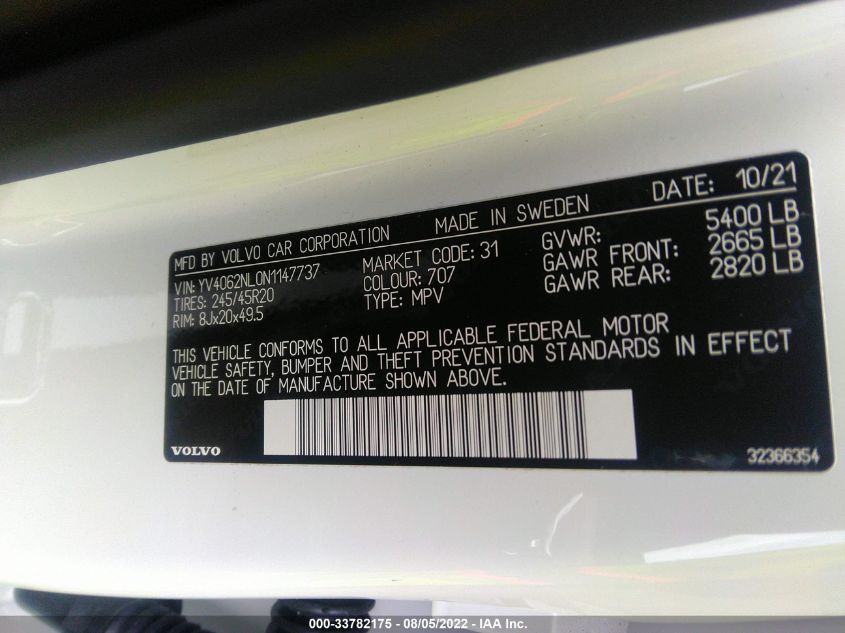 MFD BY VOLVO CAR CORPORATION MADE IN SWEDEN DATE: 10/21
VIN: YV4062NL0N1147737 MARKET CODE: 31 GVWR: 5400 LB
TIRES: 245/45R20 COLOUR: 707 GAWR FRONT: 2665 LB
RIM: 8Jx20x49.5 TYPE: MPV GAWR REAR: 2820 LB
THIS VEHICLE CONFORMS TO ALL APPLICABLE FEDERAL MOTOR
VEHICLE SAFETY, BUMPER AND THEFT PREVENTION STANDARDS IN EFFECT
ON THE DATE OF MANUFACTURE SHOWN ABOVE.
VOLVO 32366354
000-33782175 - 08/05/2022 - IAA Inc.